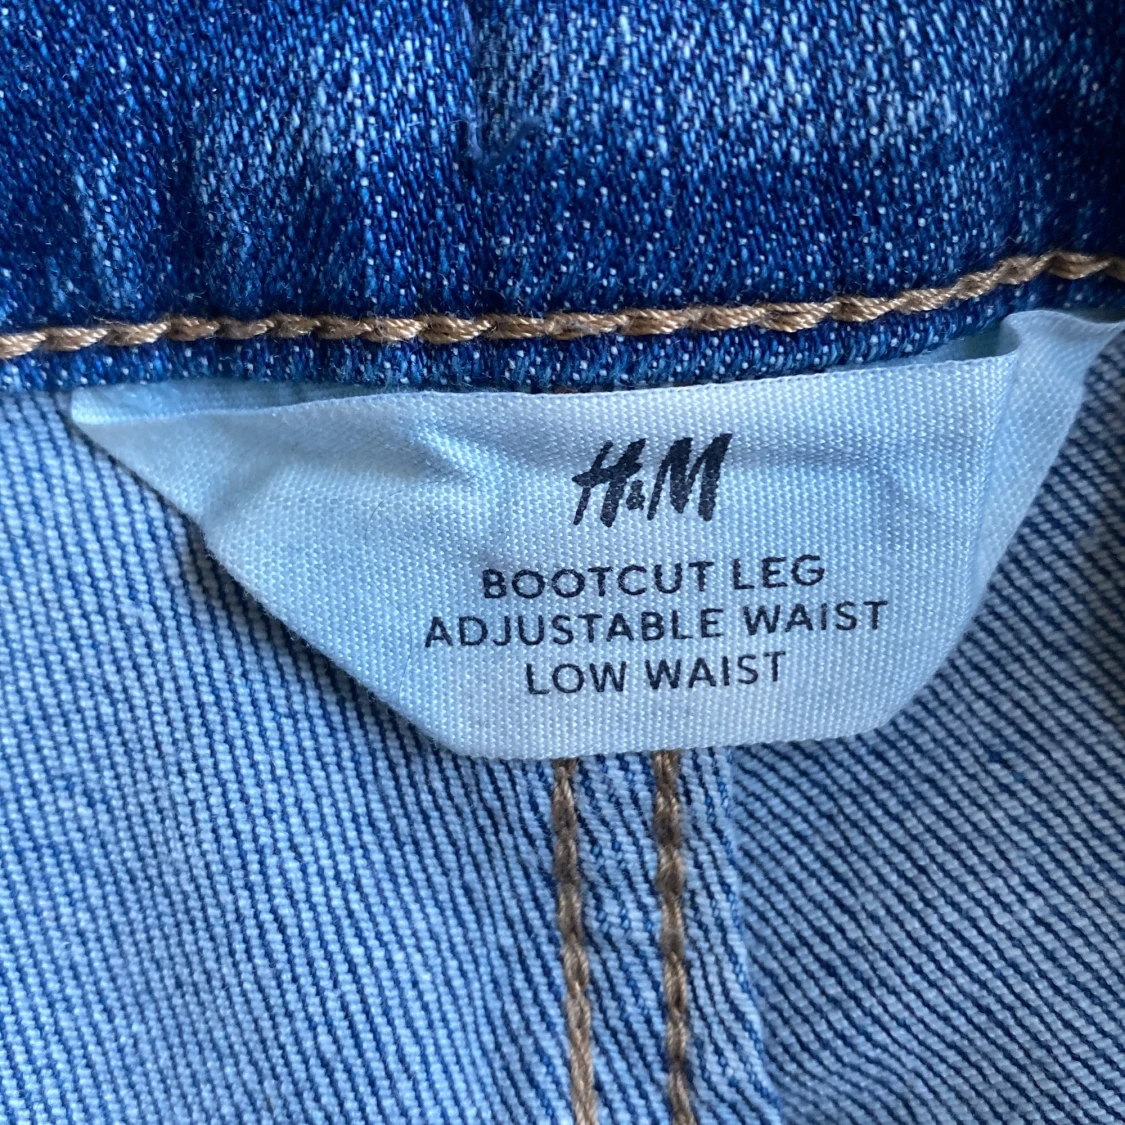 H&M
BOOTCUT LEG
ADJUSTABLE WAIST
LOW WAIST